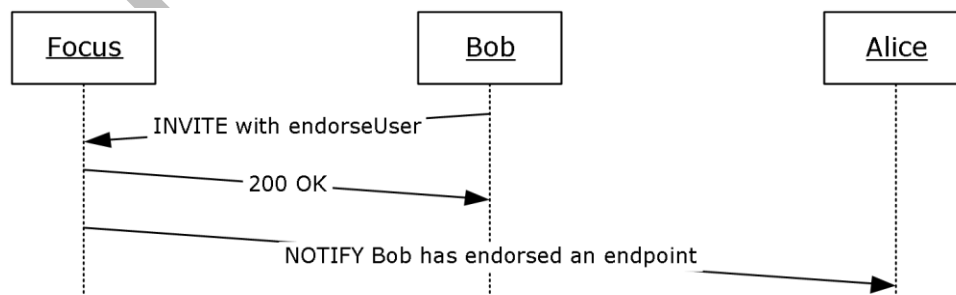 Focus
Bob
Alice
INVITE with endorseUser
200 OK
NOTIFY Bob has endorsed an endpoint